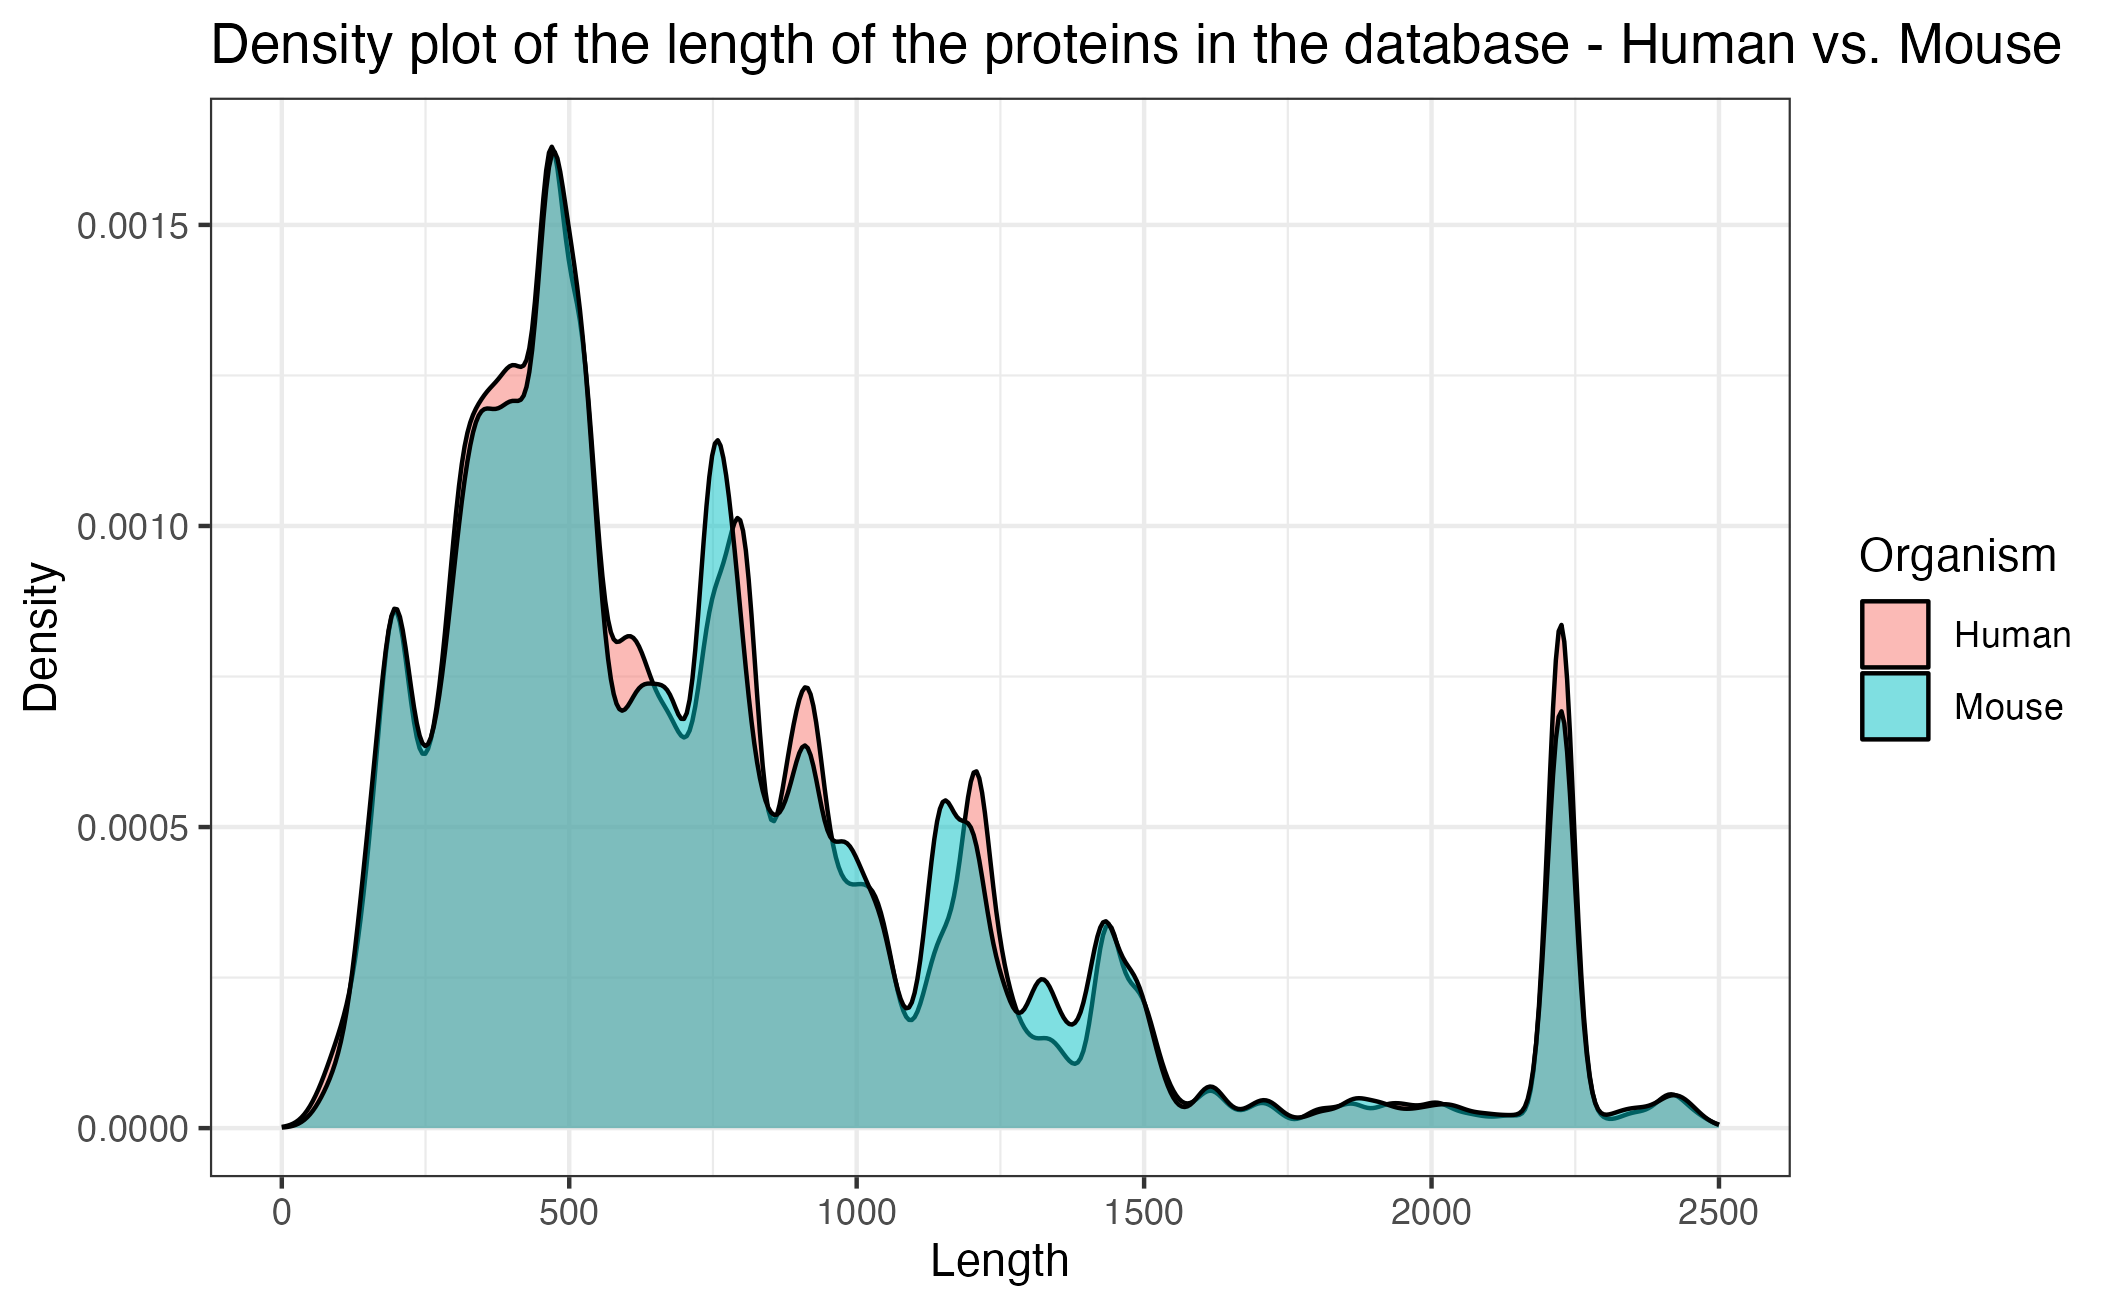 Density plot of the length of the proteins in the database - Human vs. Mouse
0.0015
0.0010
0.0005
0.0000
Density
0 500 1000 1500 2000 2500
Length
Organism
Human
Mouse